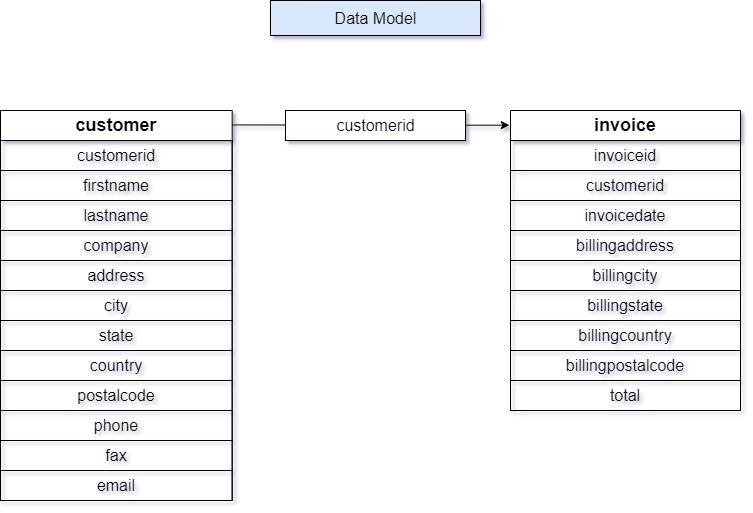 Data Model
customer
customerid
firstname
lastname
company
address
city
state
country
postalcode
phone
fax
email
customerid
invoice
invoiceid
customerid
invoicedate
billingaddress
billingcity
billingstate
billingcountry
billingpostalcode
total